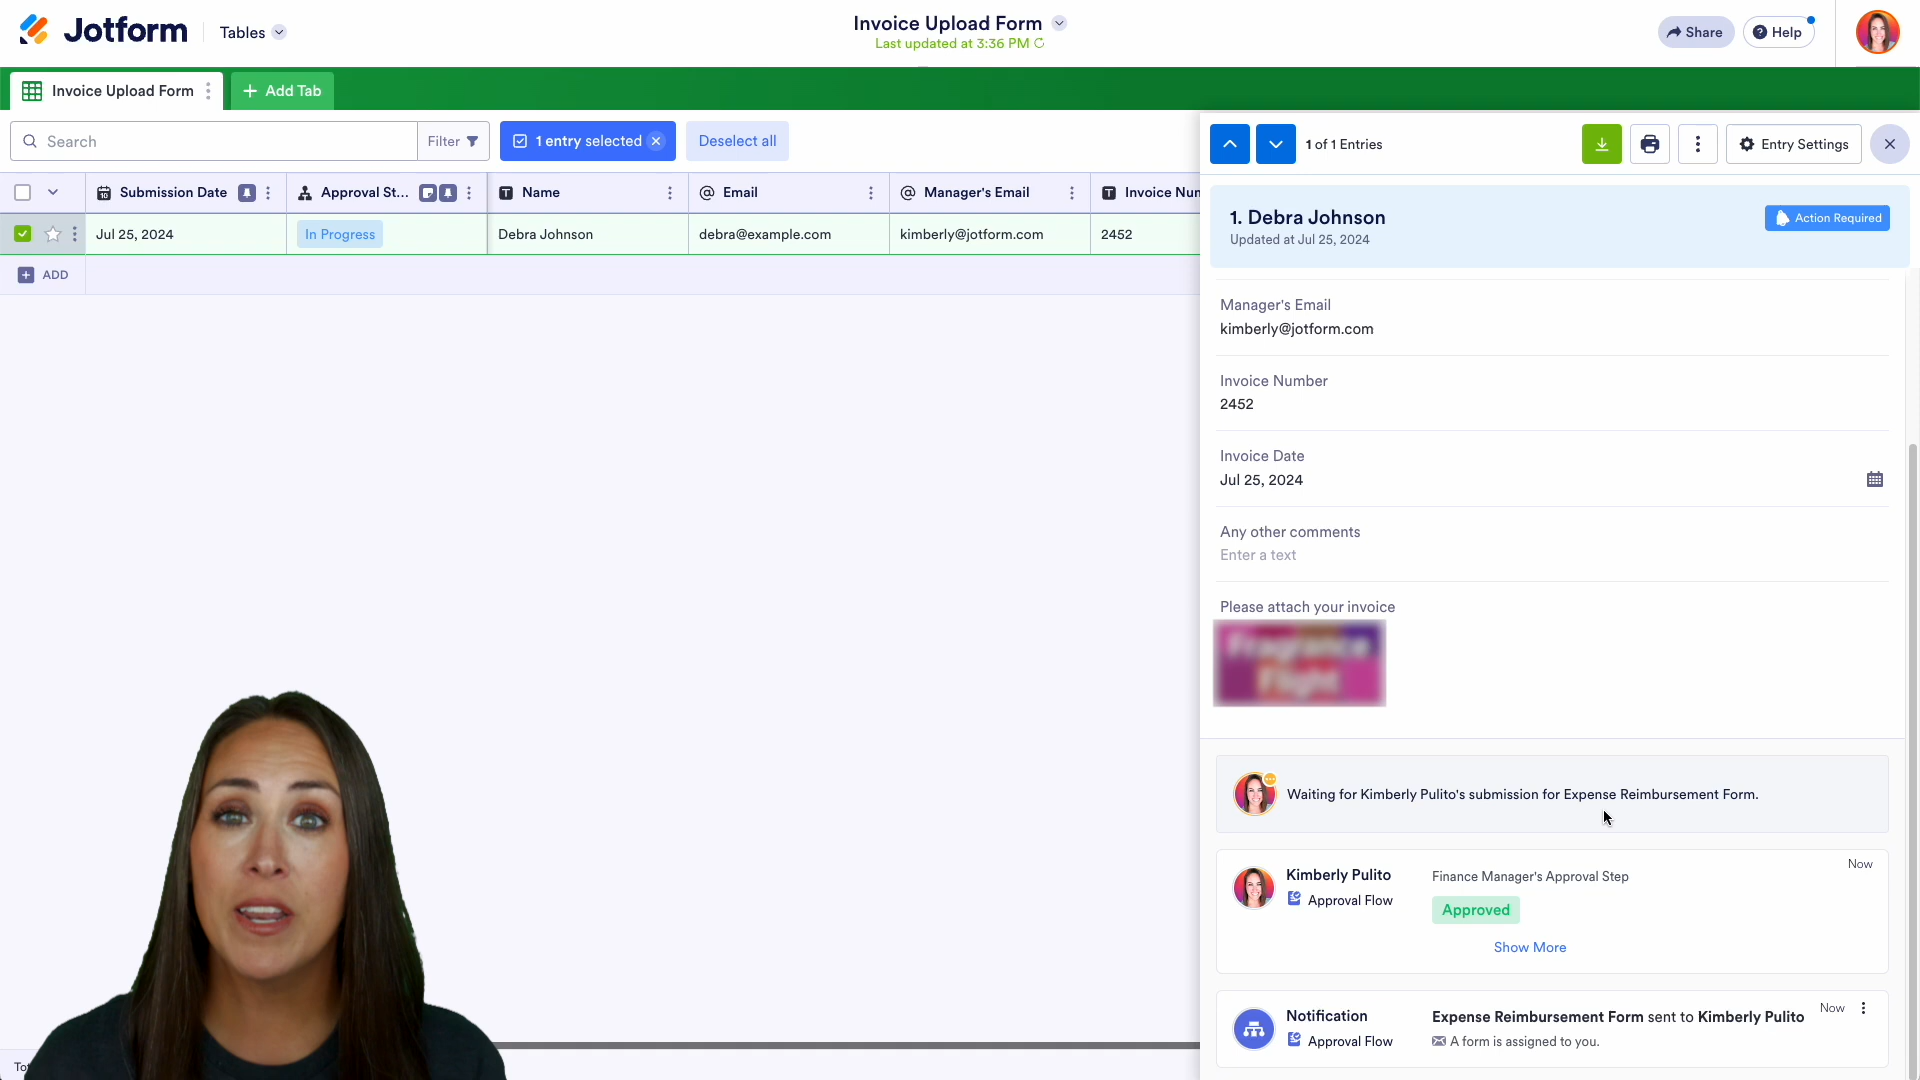 Jotform
Tables
Invoice Upload Form
Last updated at 3:36 PM
Share
Help
Invoice Upload Form
Add Tab
Search
Filter
1 entry selected
Deselect all
1 of 1 Entries
Entry Settings
Submission Date
Approval St...
Name
Email
Manager's Email
Invoice Nun
Jul 25, 2024
In Progress
Debra Johnson
debra@example.com
kimberly@jotform.com
2452
ADD
1. Debra Johnson
Action Required
Updated at Jul 25, 2024
Manager's Email
kimberly@jotform.com
Invoice Number
2452
Invoice Date
Jul 25, 2024
Any other comments
Enter a text
Please attach your invoice
Fragrance
Flight
Waiting for Kimberly Pulito's submission for Expense Reimbursement Form.
Now
Kimberly Pulito
Finance Manager's Approval Step
Approval Flow
Approved
Show More
Notification
Expense Reimbursement Form sent to Kimberly Pulito
Now
Approval Flow
A form is assigned to you.